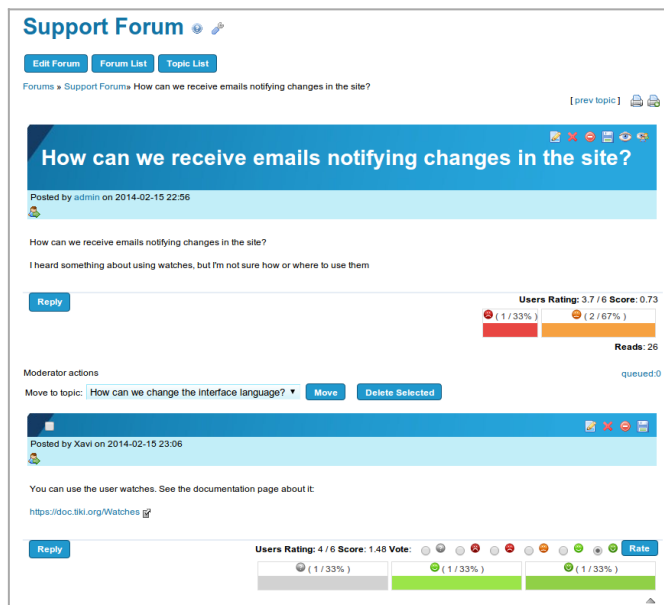 Support Forum
Edit Forum Forum List Topic List
Forums » Support Forum» How can we receive emails notifying changes in the site?
[ prev topic ]
How can we receive emails notifying changes in the site?
Posted by admin on 2014-02-15 22:56
How can we receive emails notifying changes in the site?
I heard something about using watches, but I'm not sure how or where to use them
Reply
Users Rating: 3.7 / 6 Score: 0.73
( 1 / 33% ) ( 2 / 67% )
Reads: 26
Moderator actions
queued:0
Move to topic: How can we change the interface language? Move Delete Selected
Posted by Xavi on 2014-02-15 23:06
You can use the user watches. See the documentation page about it:
https://doc.tiki.org/Watches
Reply Users Rating: 4 / 6 Score: 1.48 Vote: Rate
( 1 / 33% ) ( 1 / 33% ) ( 1 / 33% )